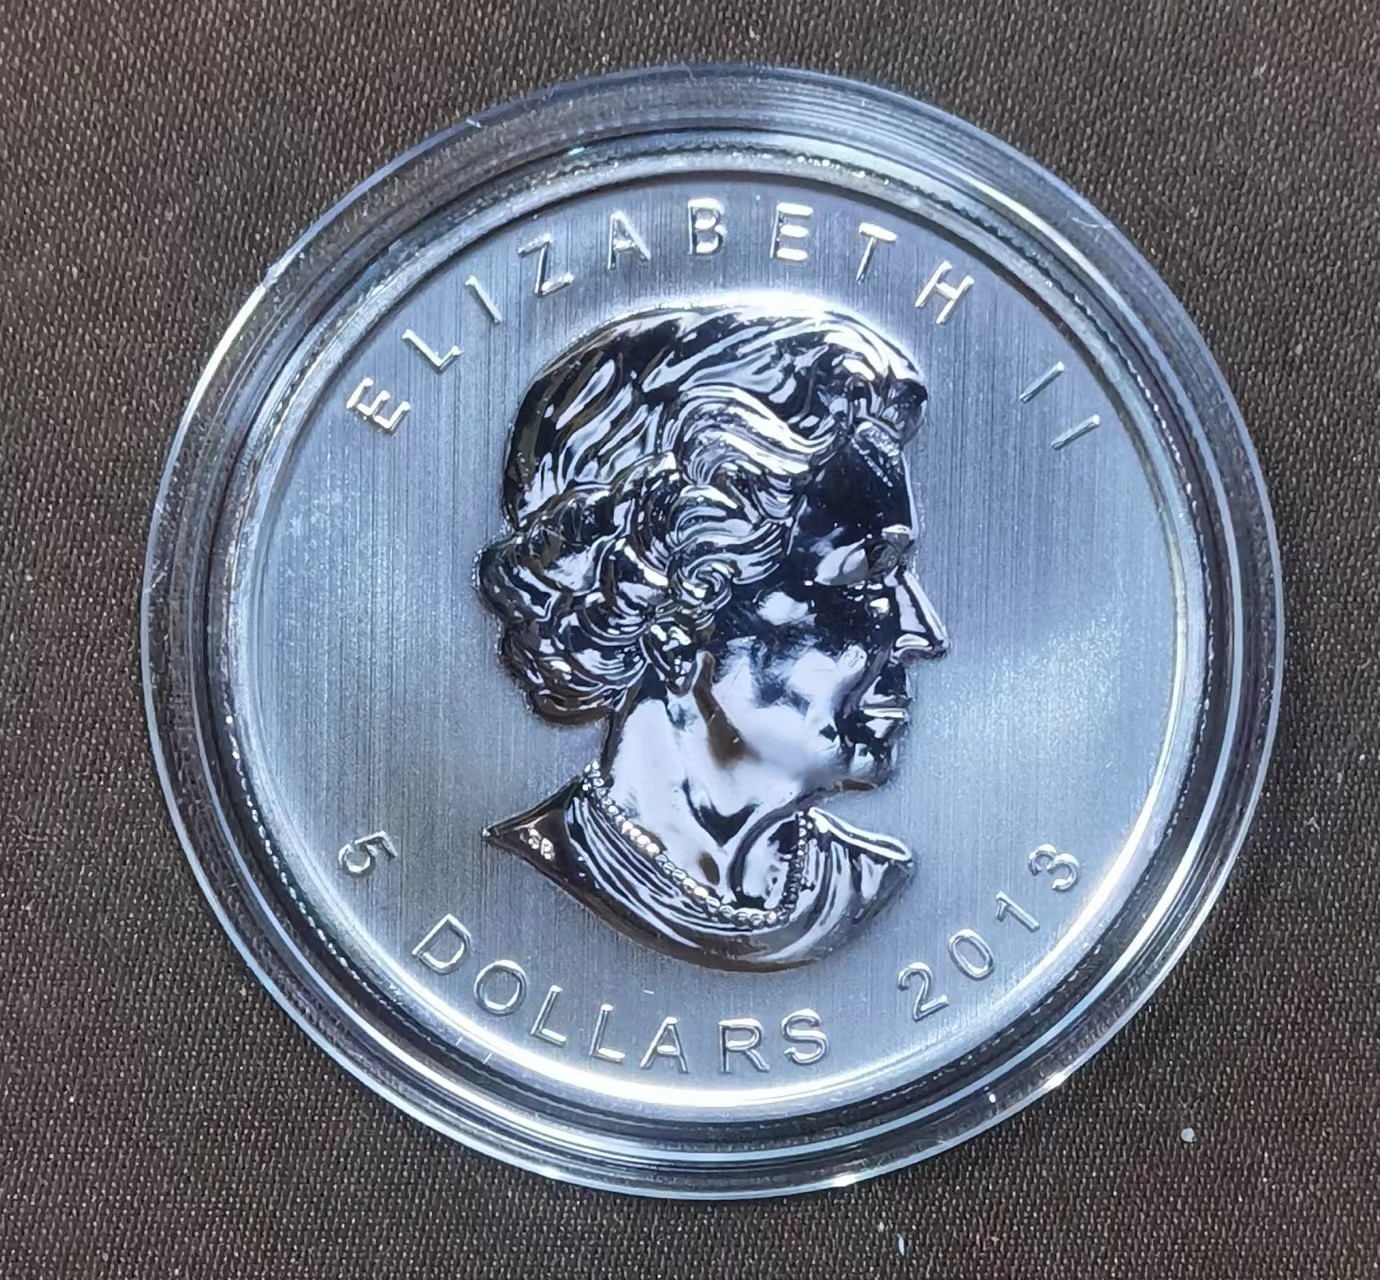 ELIZABETH II
5 DOLLARS 2013